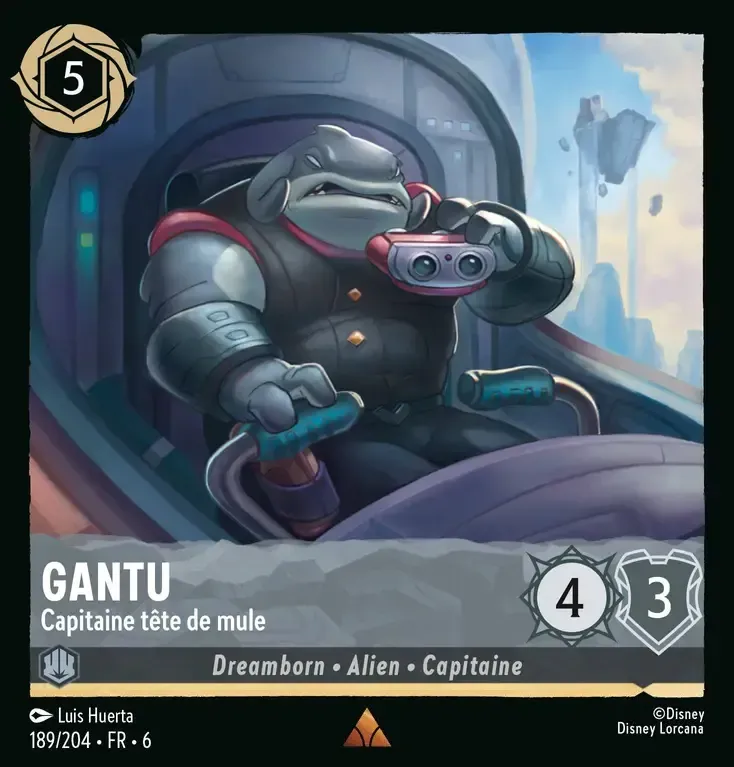 5
GANTU
Capitaine tête de mule
4
3
Dreamborn • Alien • Capitaine
Luis Huerta
©Disney
189/204 • FR • 6
Disney Lorcana